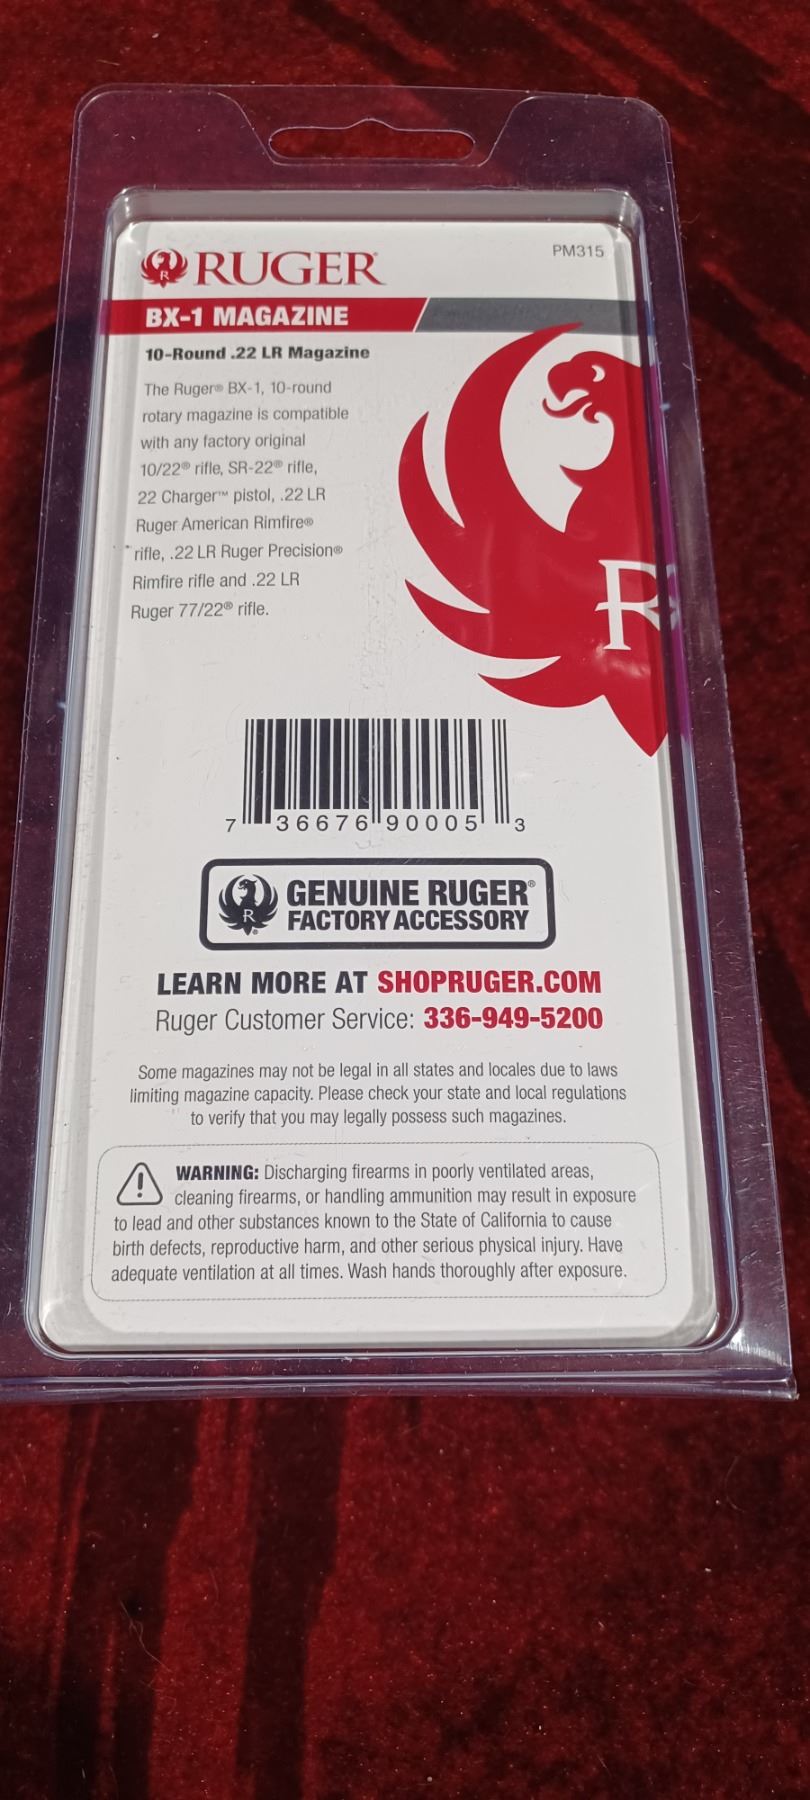 RUGER®
PM315
BX-1 MAGAZINE
10-Round .22 LR Magazine
The Ruger® BX-1, 10-round
rotary magazine is compatible
with any factory original
10/22® rifle, SR-22® rifle,
22 Charger™ pistol, .22 LR
Ruger American Rimfire®
rifle, .22 LR Ruger Precision®
Rimfire rifle and .22 LR
Ruger 77/22® rifle.
R
7 36676 90005 3
GENUINE RUGER®
FACTORY ACCESSORY
LEARN MORE AT SHOPRUGER.COM
Ruger Customer Service: 336-949-5200
Some magazines may not be legal in all states and locales due to laws
limiting magazine capacity. Please check your state and local regulations
to verify that you may legally possess such magazines.
WARNING: Discharging firearms in poorly ventilated areas,
cleaning firearms, or handling ammunition may result in exposure
to lead and other substances known to the State of California to cause
birth defects, reproductive harm, and other serious physical injury. Have
adequate ventilation at all times. Wash hands thoroughly after exposure.